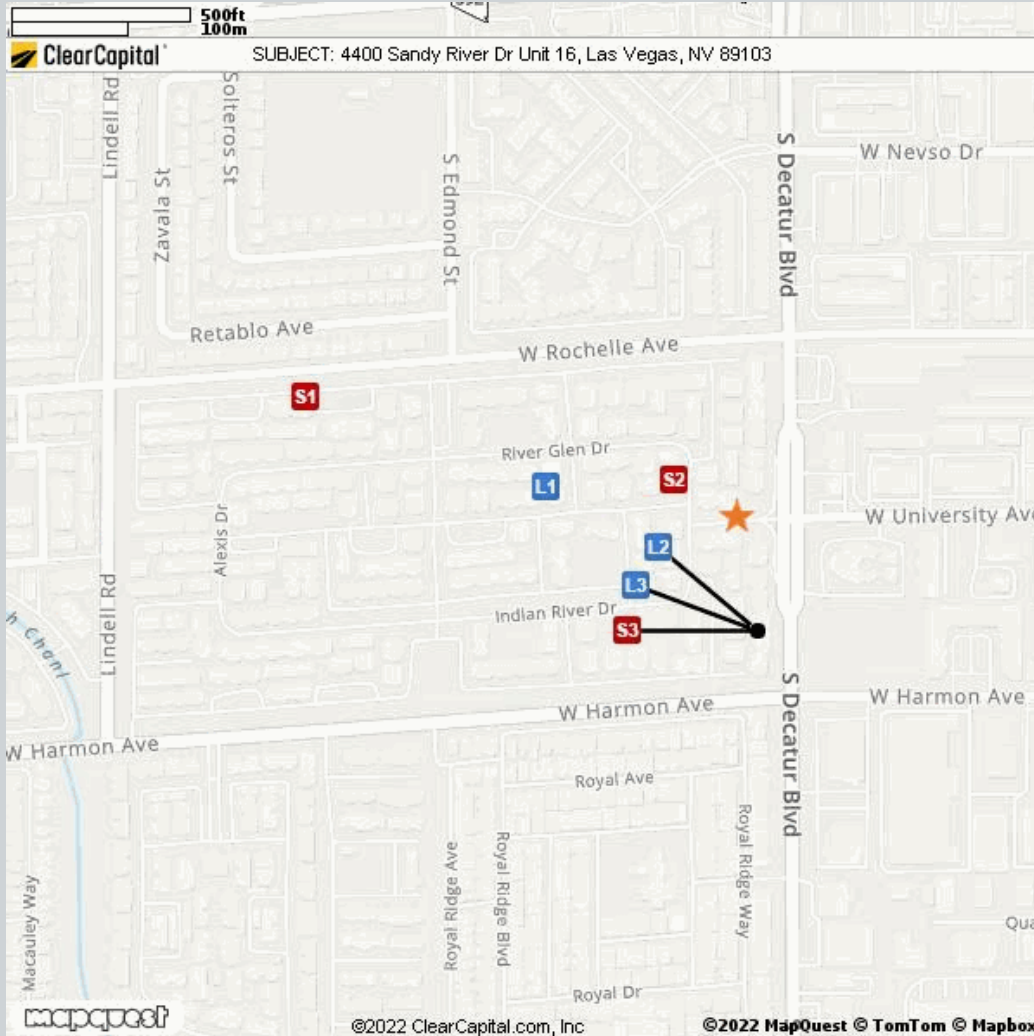 500ft
100m
ClearCapital
SUBJECT: 4400 Sandy River Dr Unit 16, Las Vegas, NV 89103
Lindell Rd
Solteros St
Zavala St
S Edmond St
S Decatur Blvd
W Nevso Dr
Retablo Ave
W Rochelle Ave
S1
River Glen Dr
L1
S2
Alexis Dr
W University Ave
L2
L3
Lindell Rd
Indian River Dr
S3
h Chanl
S Decatur Blvd
W Harmon Ave
W Harmon Ave
W Harmon Ave
Royal Ave
Royal Ridge Way
Royal Ridge Ave
Royal Ridge Blvd
Macauley Way
Qua
Royal Dr
mapquest
©2022 ClearCapital.com, Inc
©2022 MapQuest © TomTom © Mapbo